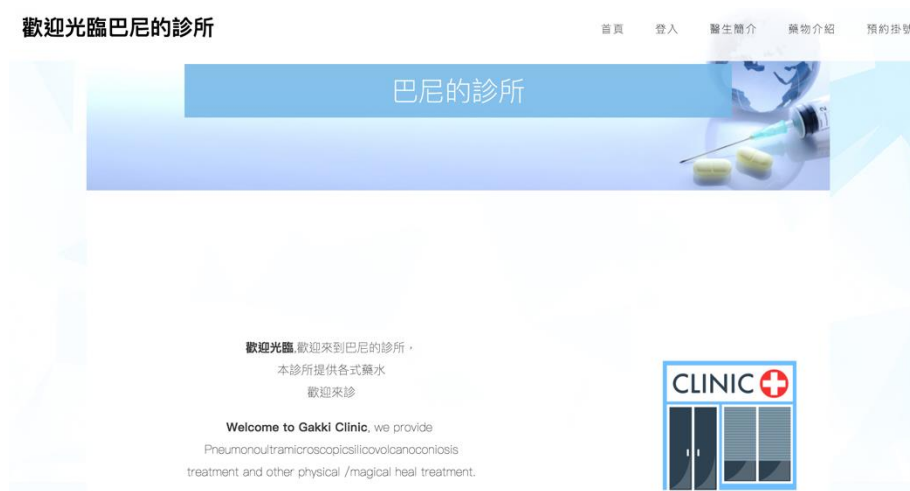 歡迎光臨巴尼的診所
首頁 登入 醫生簡介 藥物介紹 預約掛號
巴尼的診所
歡迎光臨,歡迎來到巴尼的診所，
本診所提供各式藥水
歡迎來診
Welcome to Gakki Clinic, we provide
Pneumonoultramicroscopicsilicovolcanoconiosis
treatment and other physical /magical heal treatment.
CLINIC